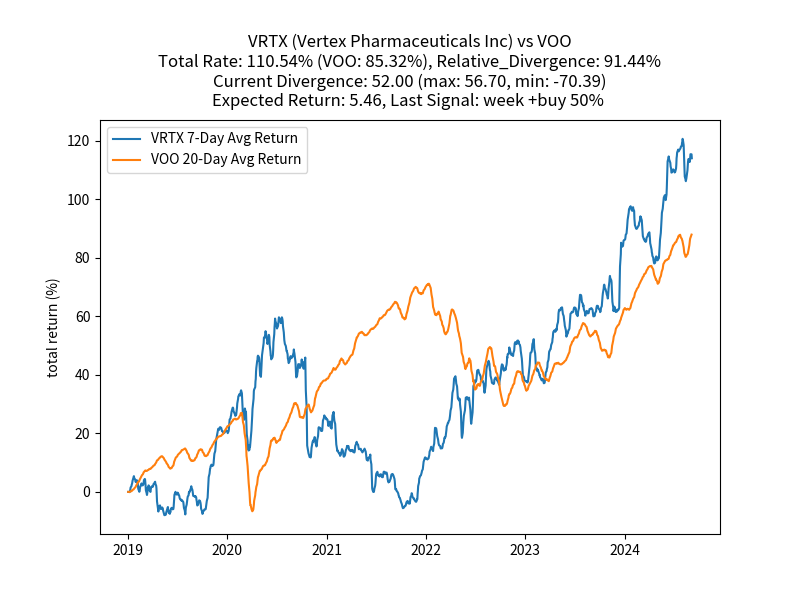 VRTX (Vertex Pharmaceuticals Inc) vs VOO
Total Rate: 110.54% (VOO: 85.32%), Relative_Divergence: 91.44%
Current Divergence: 52.00 (max: 56.70, min: -70.39)
Expected Return: 5.46, Last Signal: week +buy 50%
VRTX 7-Day Avg Return
VOO 20-Day Avg Return
total return (%)
120
100
80
60
40
20
0
2019
2020
2021
2022
2023
2024